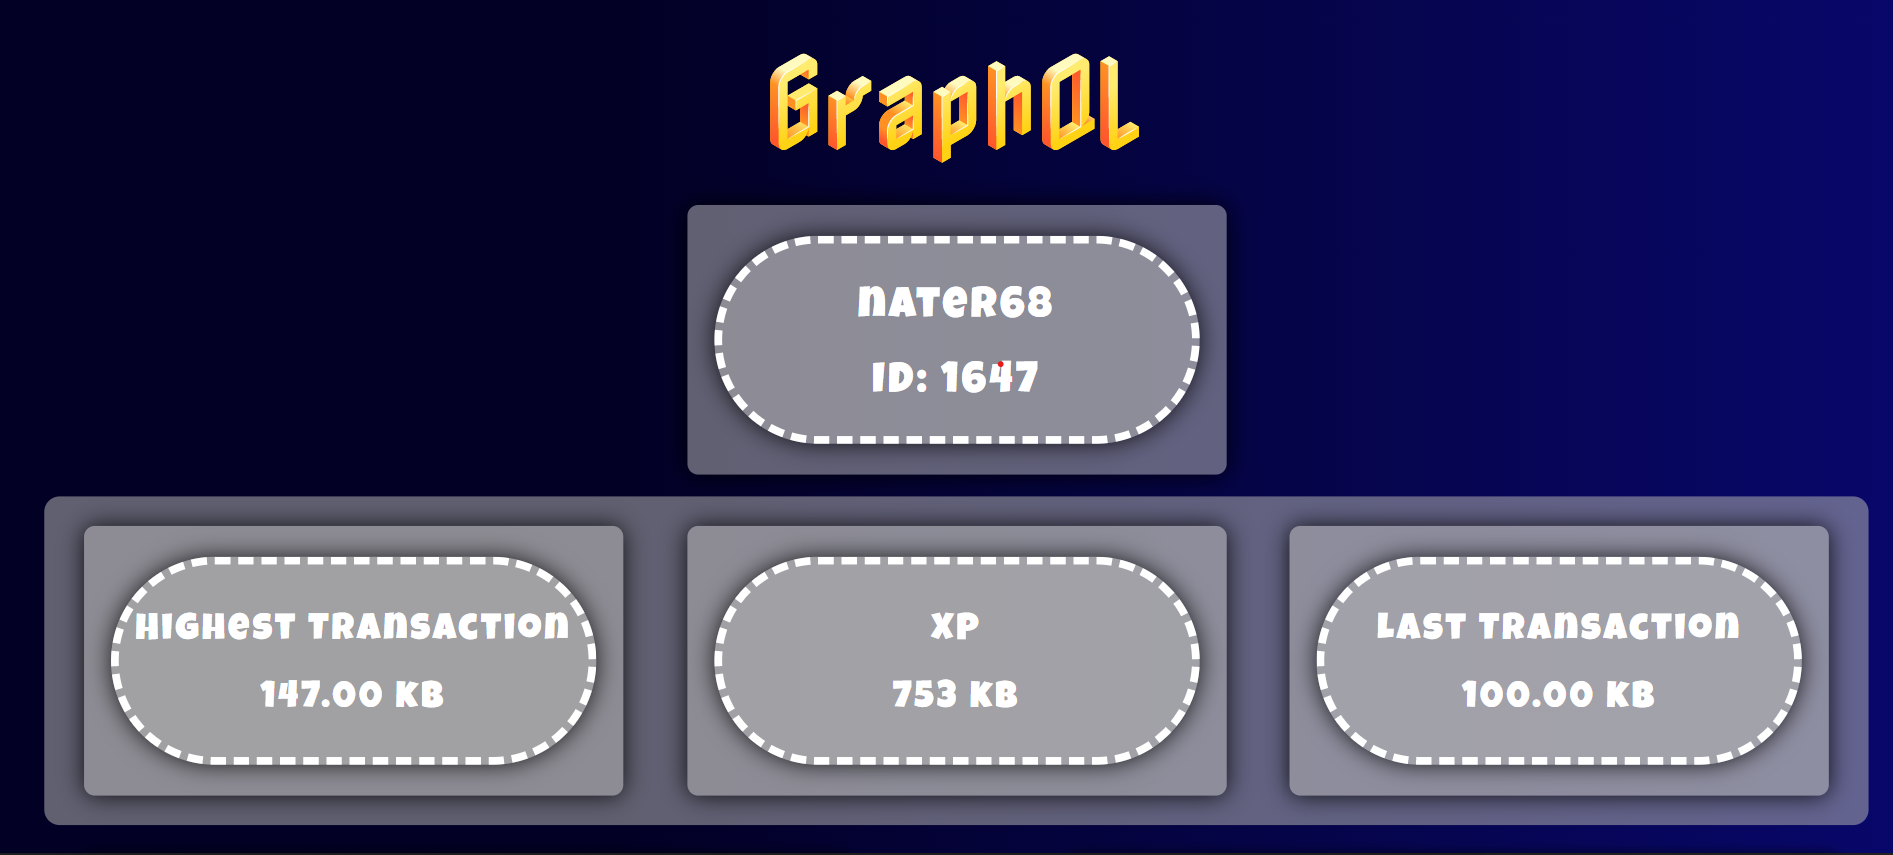 GraphQL
nATeR68
ID: 1647
HIGHeST TRAnSACTIOn
147.00 KB
XP
753 KB
LAST TRAnSACTIOn
100.00 KB